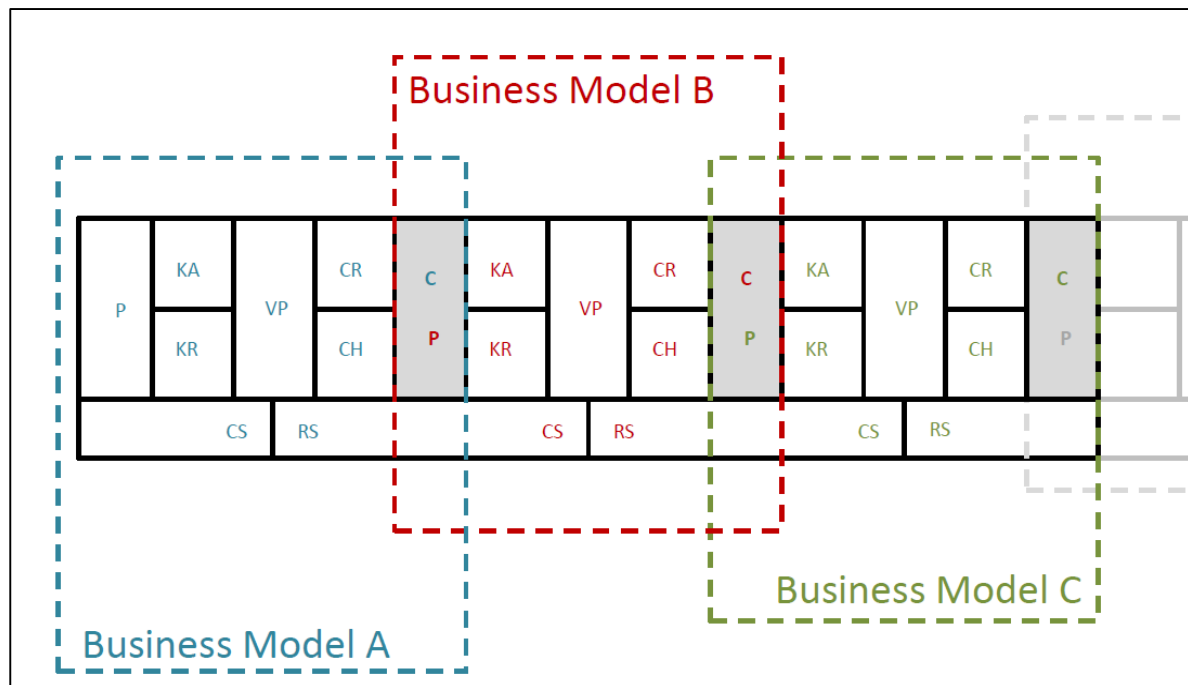 Business Model B
KA CR C KA CR C KA CR C
P VP VP VP
KR CH P KR CH P KR CH P
CS RS CS RS CS RS
Business Model C
Business Model A